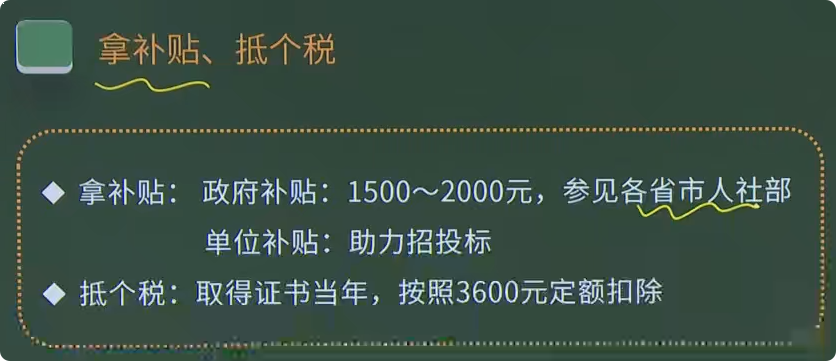 拿补贴、抵个税
◆ 拿补贴： 政府补贴：1500～2000元，参见各省市人社部
单位补贴：助力招投标
◆ 抵个税：取得证书当年，按照3600元定额扣除